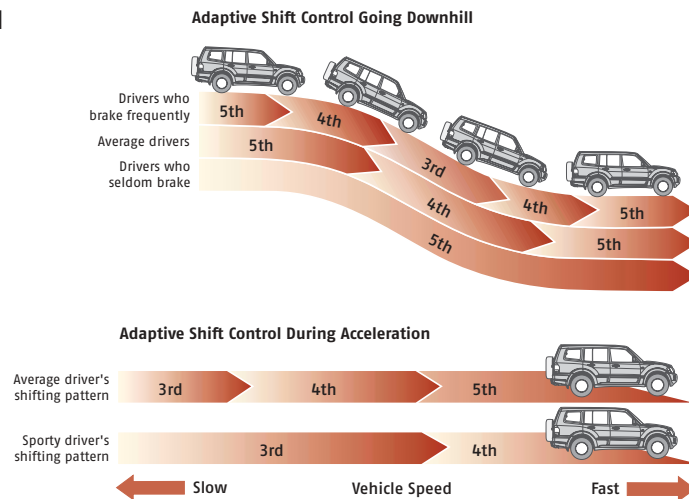 Adaptive Shift Control Going Downhill
Drivers who
brake frequently
5th
4th
3rd
4th
5th
Average drivers
5th
4th
5th
Drivers who
seldom brake
5th
Adaptive Shift Control During Acceleration
Average driver's
shifting pattern
3rd
4th
5th
Sporty driver's
shifting pattern
3rd
4th
Slow
Vehicle Speed
Fast